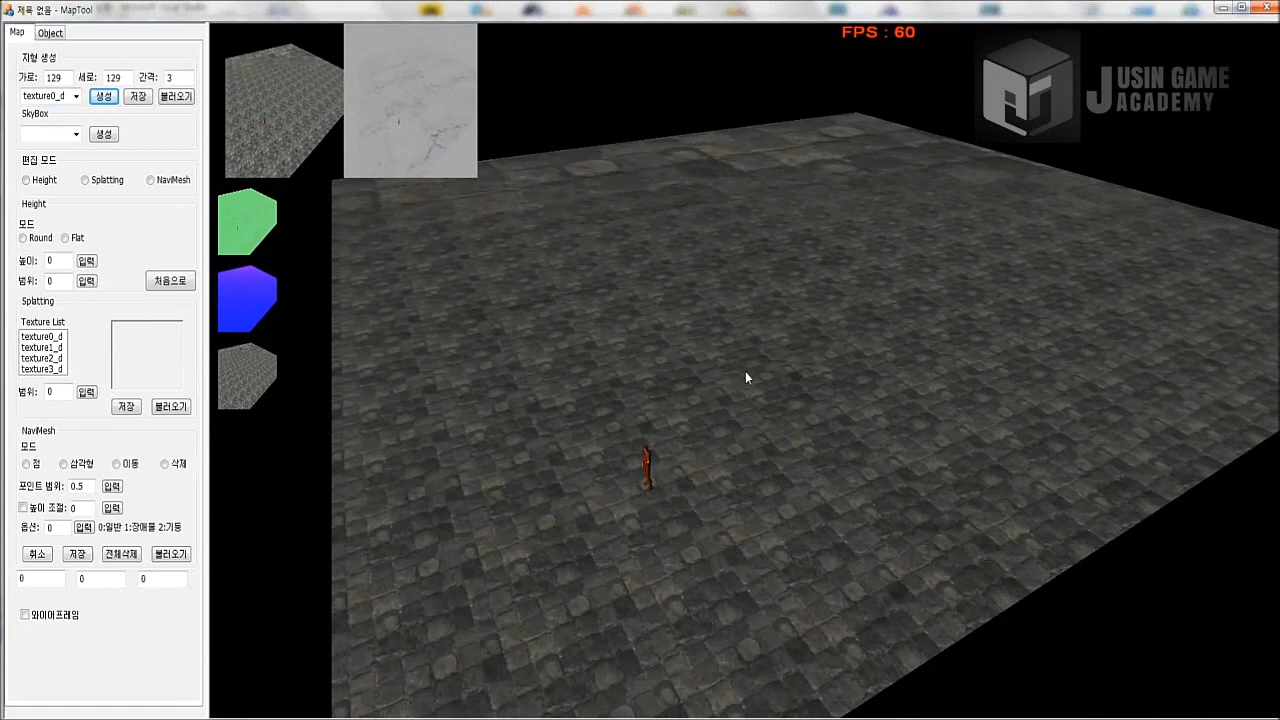 제목 없음 - MapTool
Map Object
지형 생성
가로: 129 세로: 129 간격: 3
texture0_d 생성 저장 불러오기
SkyBox
생성
편집 모드
Height Splatting NaviMesh
Height
모드
Round Flat
높이: 0 입력
범위: 0 입력 처음으로
Splatting
Texture List
texture0_d
texture1_d
texture2_d
texture3_d
범위: 0 입력
저장 불러오기
NaviMesh
모드
점 삼각형 이동 삭제
포인트 범위: 0.5 입력
높이 조절: 0 입력
옵션: 0 입력 0:일반 1:장애물 2:기둥
취소 저장 전체삭제 불러오기
0 0 0
와이어프레임
FPS : 60
JUSIN GAME
ACADEMY